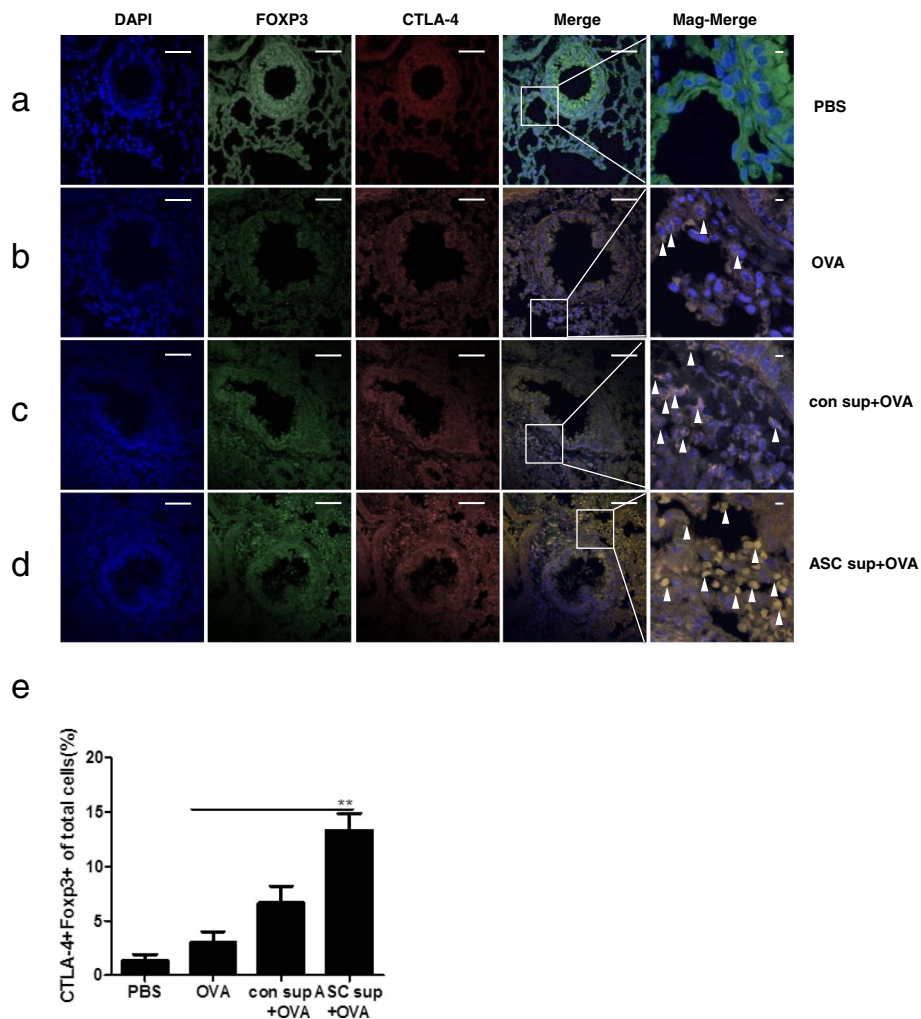 DAPI FOXP3 CTLA-4 Merge Mag-Merge
a PBS
b OVA
c con sup+OVA
d ASC sup+OVA
e
CTLA-4+Foxp3+ of total cells(%)
20
15
10
5
0
**
PBS OVA con sup ASC sup
+OVA +OVA